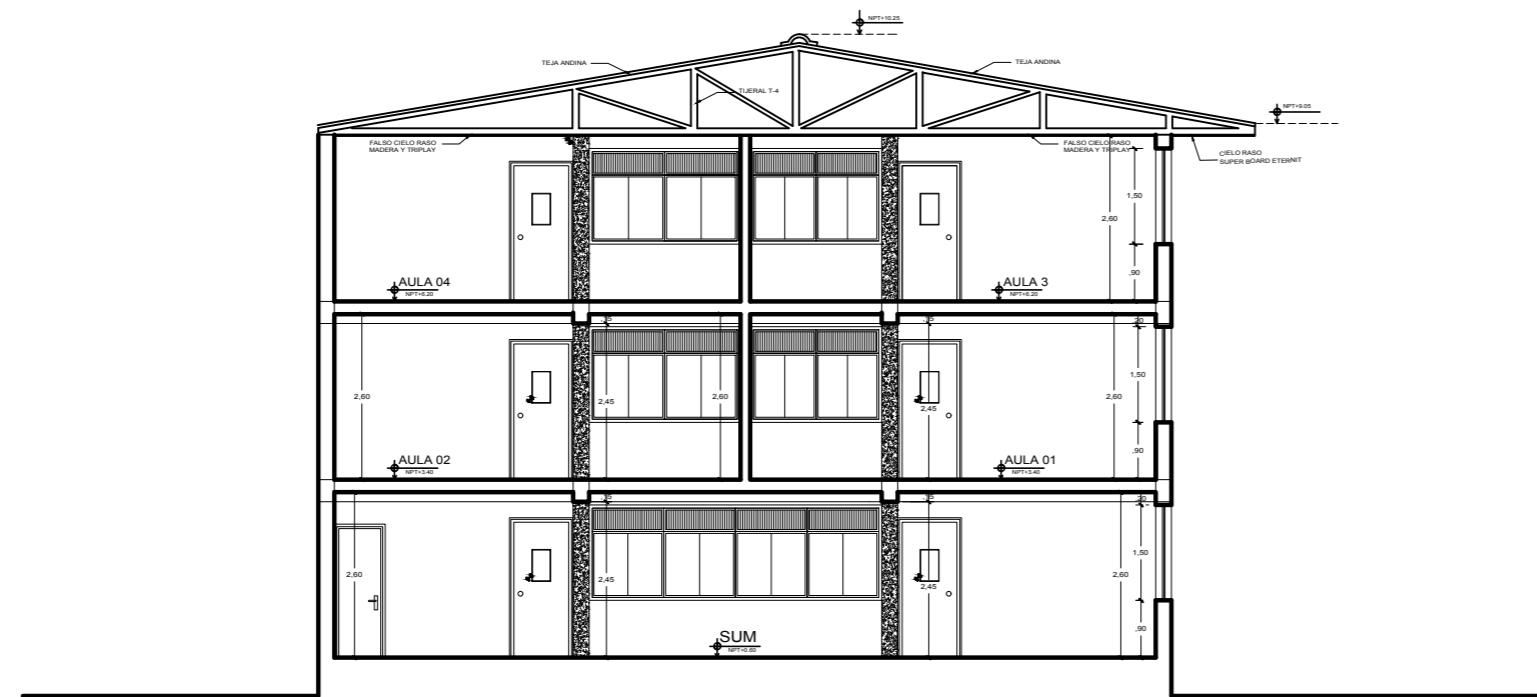 NPT+10.25
TEJA ANDINA
TEJA ANDINA
TIJERAL T-4
NPT+9.05
FALSO CIELO RASO
MADERA Y TRIPLAY
FALSO CIELO RASO
MADERA Y TRIPLAY
CIELO RASO
SUPER BOARD ETERNIT
1,50
2,60
,90
AULA 04
NPT+6.20
AULA 3
NPT+6.20
,15
,15
,20
1,50
2,60
2,45
2,60
2,45
2,60
,90
AULA 02
NPT+3.40
AULA 01
NPT+3.40
,15
,15
,20
1,50
2,60
2,45
2,45
2,60
,90
SUM
NPT+0.60